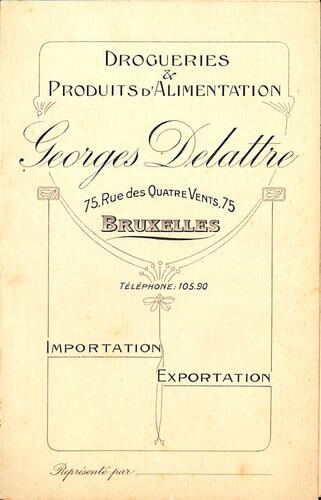 DROGUERIES
&
PRODUITS D'ALIMENTATION
Georges Delattre
75, RUE DES QUATRE VENTS, 75
BRUXELLES
TÉLÉPHONE: 105.90
IMPORTATION
EXPORTATION
Représenté par